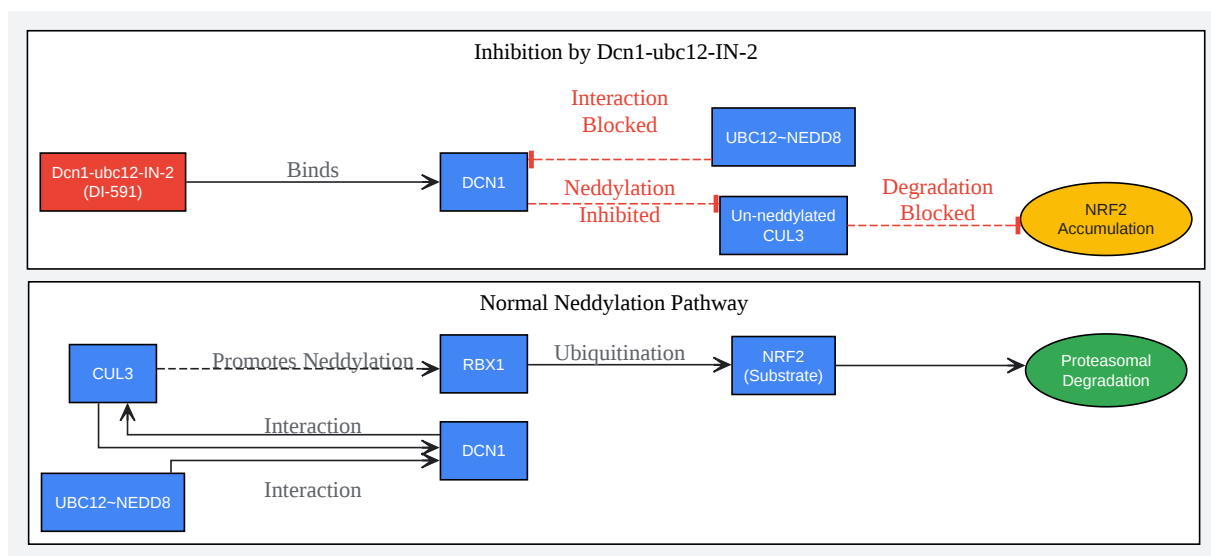 Inhibition by Dcn1-ubc12-IN-2
Interaction
Blocked
UBC12~NEDD8
Dcn1-ubc12-IN-2
(DI-591)
Binds
DCN1
Neddylation
Inhibited
Un-neddylated
CUL3
Degradation
Blocked
NRF2
Accumulation
Normal Neddylation Pathway
CUL3
Promotes Neddylation
RBX1
Ubiquitination
NRF2
(Substrate)
Proteasomal
Degradation
Interaction
DCN1
UBC12~NEDD8
Interaction